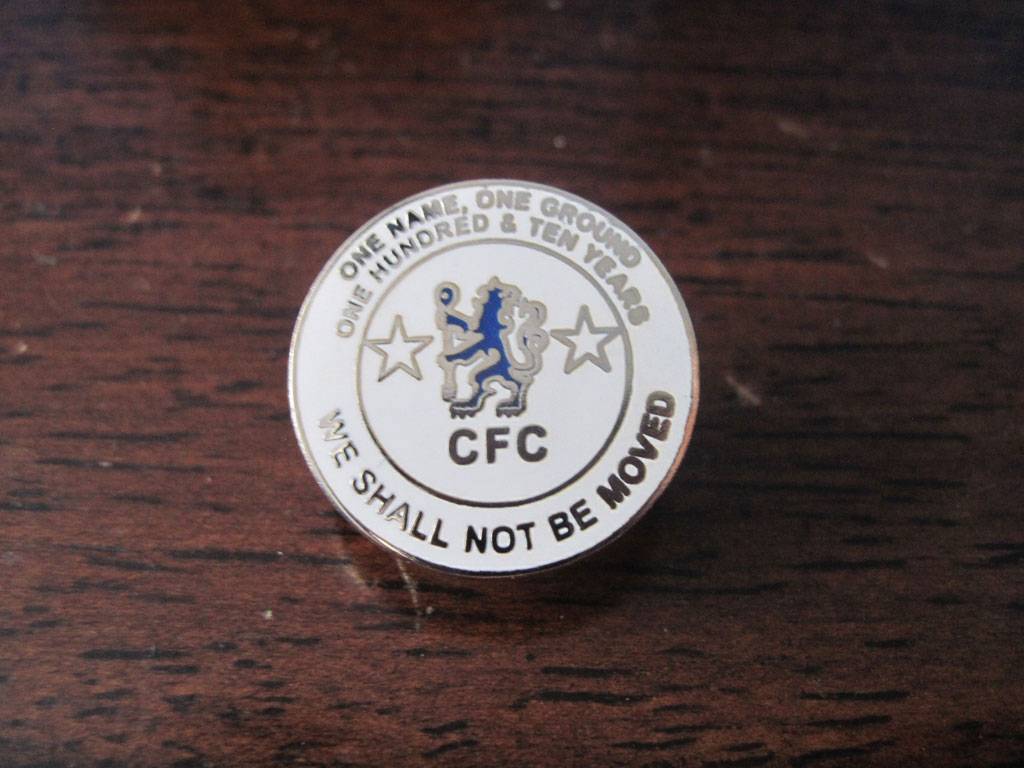 ONE NAME, ONE GROUND
ONE HUNDRED & TEN YEARS
CFC
WE SHALL NOT BE MOVED